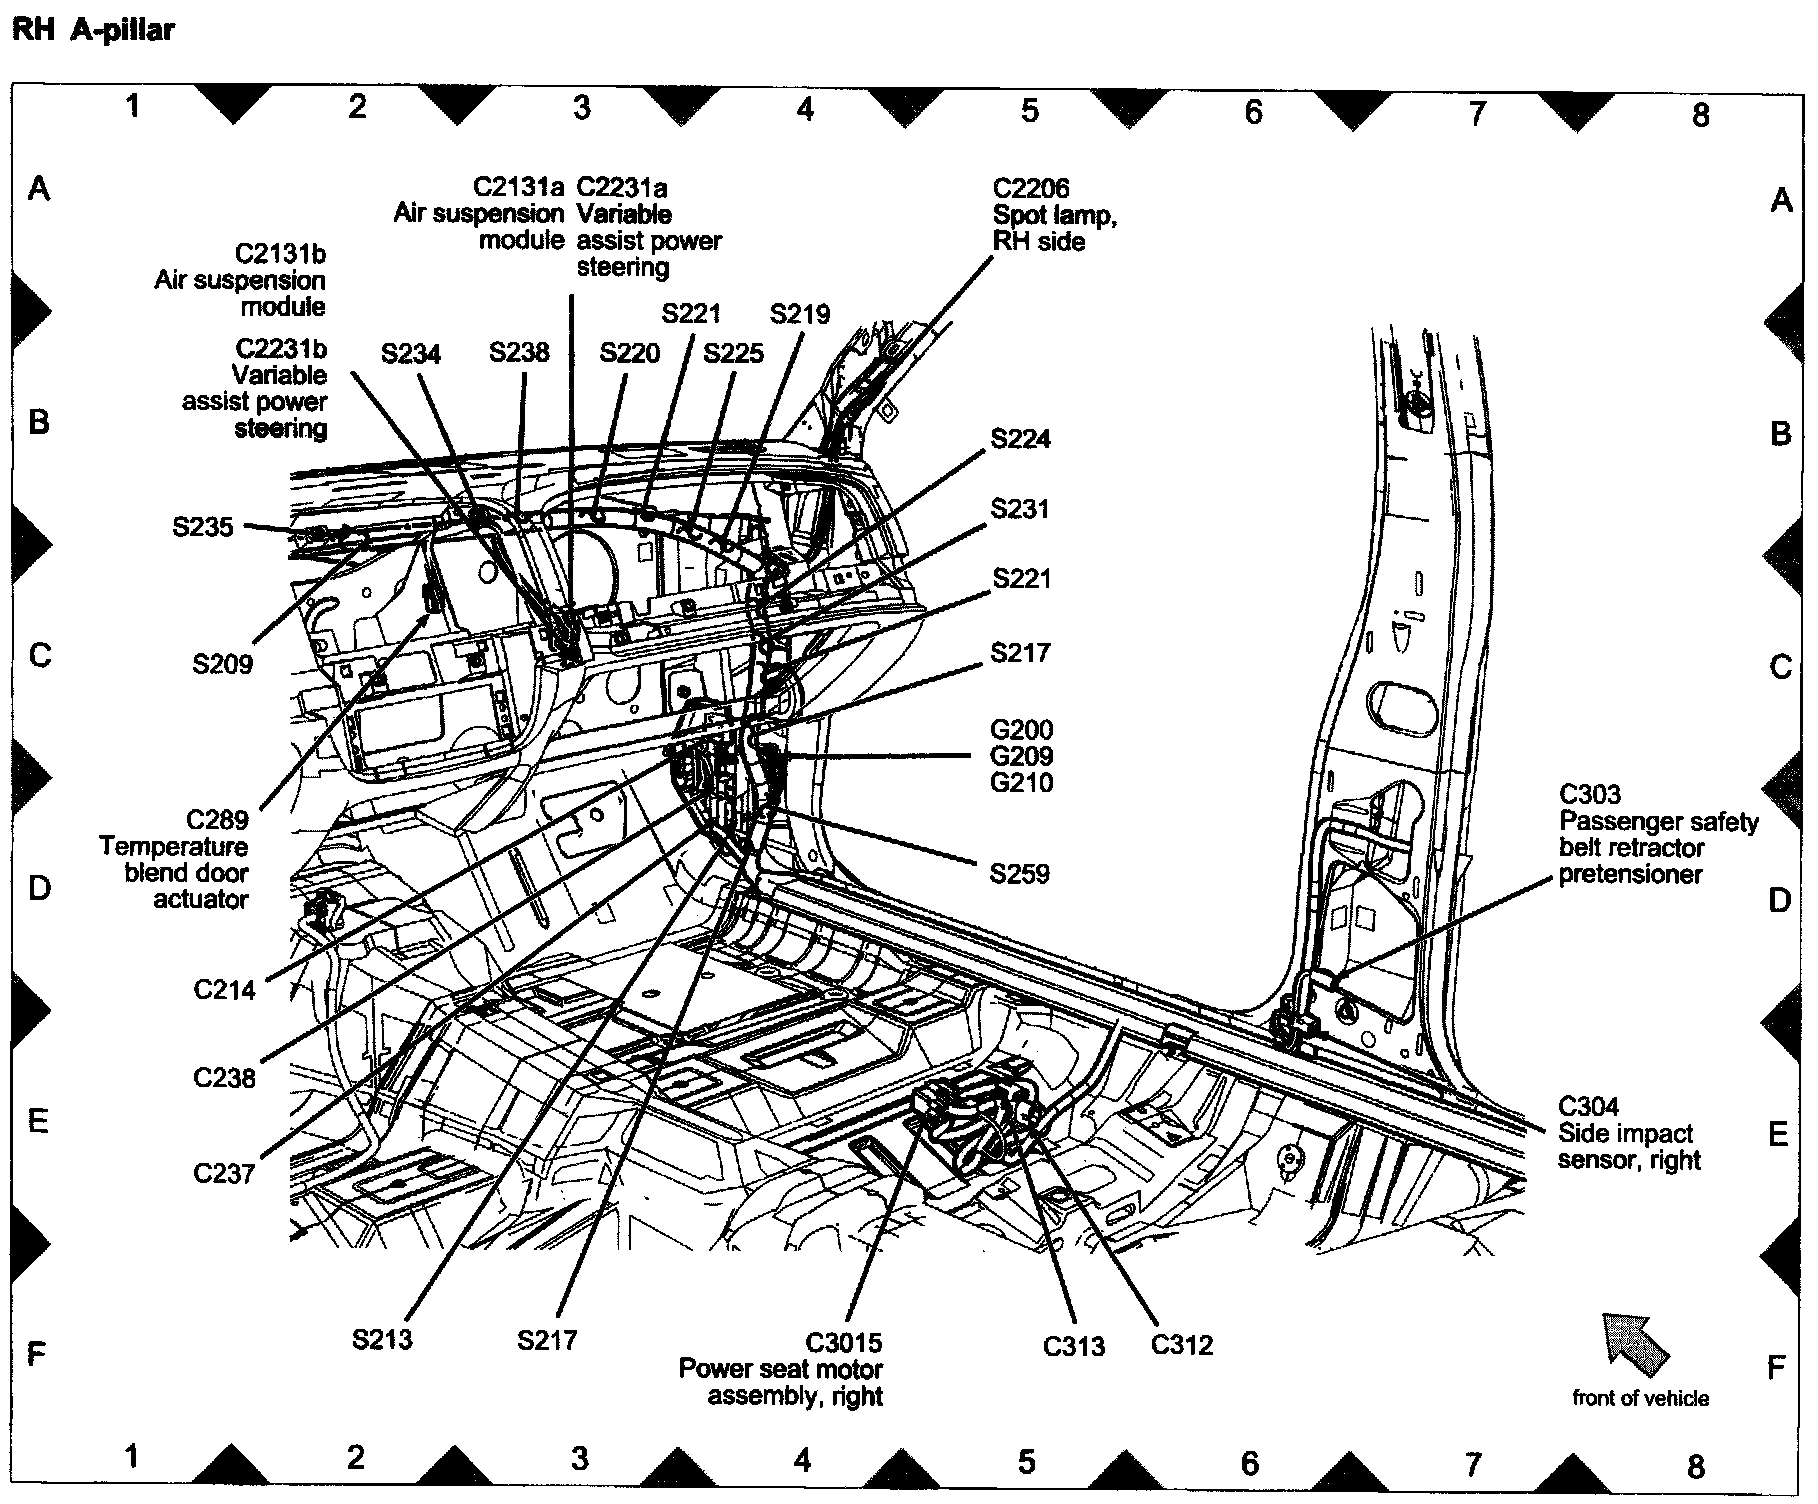 RH A-pillar
1 2 3 4 5 6 7 8
A A
C2131a
Air suspension
module
C2231a
Variable
assist power
steering
C2206
Spot lamp,
RH side
C2131b
Air suspension
module
S221
S219
C2231b
Variable
assist power
steering
S234
S238
S220
S225
B B
S224
S235
S231
S221
C C
S209
S217
G200
G209
G210
C289
Temperature
blend door
actuator
C303
Passenger safety
belt retractor
pretensioner
S259
D D
C214
C238
C304
Side impact
sensor, right
E E
C237
S213
S217
C3015
Power seat motor
assembly, right
C313
C312
F F
front of vehicle
1 2 3 4 5 6 7 8